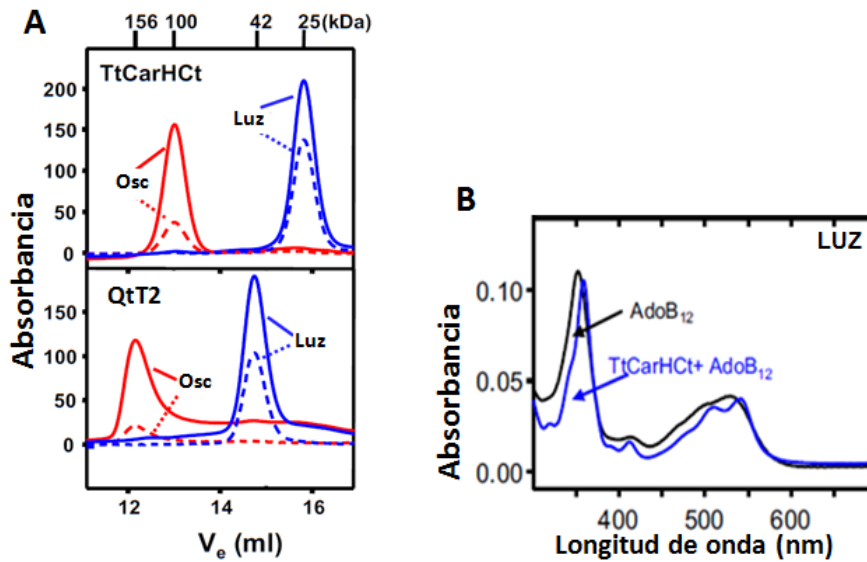 A
156 100 42 25(kDa)
TtCarHCt
200
150
100
50
0
Osc
Luz
QtT2
150
100
50
0
Osc
Luz
Absorbancia
12 14 16
Ve (ml)
B
LUZ
0.10
0.05
0.00
AdoB12
TtCarHCt+ AdoB12
Absorbancia
400 500 600
Longitud de onda (nm)